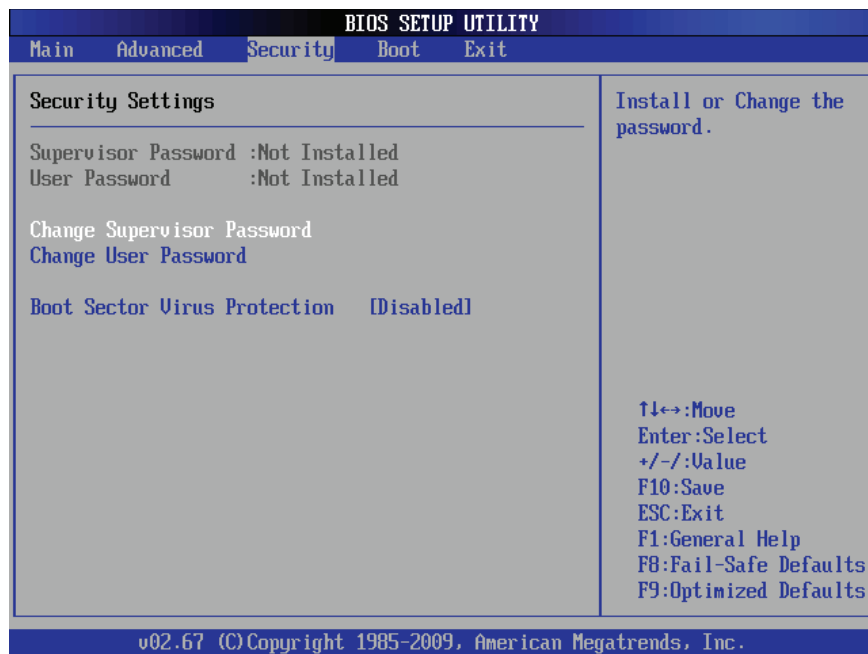 BIOS SETUP UTILITY
Main Advanced Security Boot Exit
Security Settings
Supervisor Password :Not Installed
User Password :Not Installed
Change Supervisor Password
Change User Password
Boot Sector Virus Protection [Disabled]
Install or Change the
password.
↑↓←→:Move
Enter:Select
+/-/:Value
F10:Save
ESC:Exit
F1:General Help
F8:Fail-Safe Defaults
F9:Optimized Defaults
v02.67 (C)Copyright 1985-2009, American Megatrends, Inc.